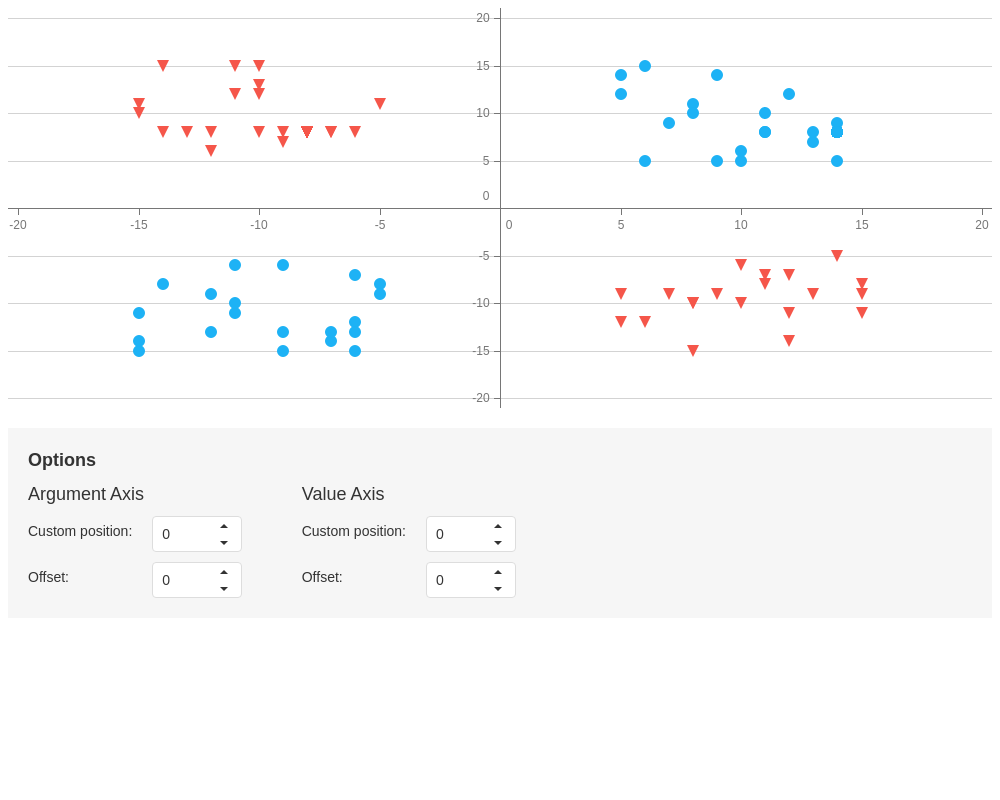 20
15
10
5
0
-20 -15 -10 -5 0 5 10 15 20
-5
-10
-15
-20
Options
Argument Axis Value Axis
Custom position: 0 Custom position: 0
Offset: 0 Offset: 0